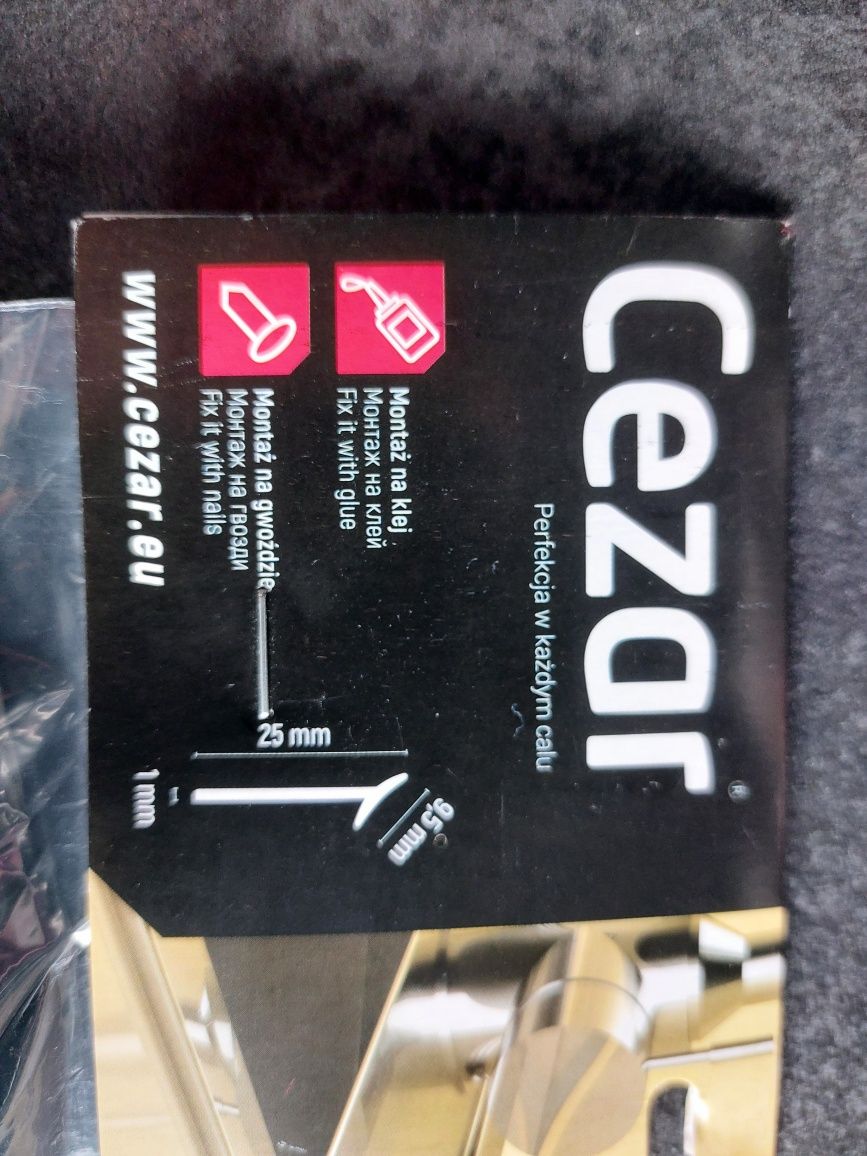 Cezar®
Perfekcja w każdym calu
Montaż na klej
Монтаж на клей
Fix it with glue
Montaż na gwoździe
Монтаж на гвозди
Fix it with nails
www.cezar.eu
25 mm
9,5 mm
1 mm